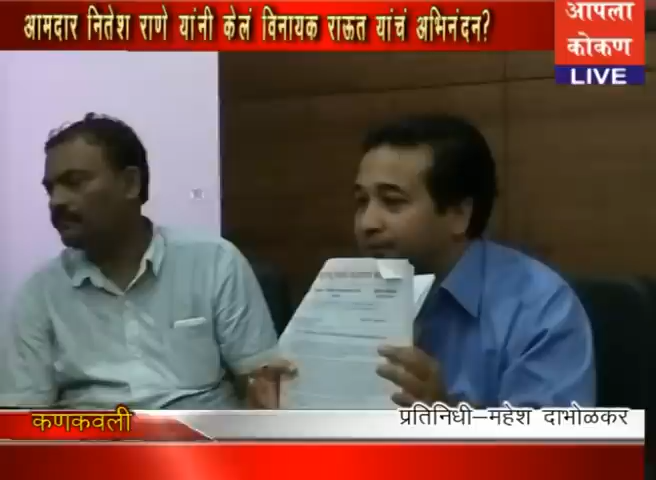 आमदार नितेश राणे यांनी केलं विनायक राऊत यांचं अभिनंदन?
आपला
कोकण
LIVE
कणकवली
प्रतिनिधी–महेश दाभोळकर